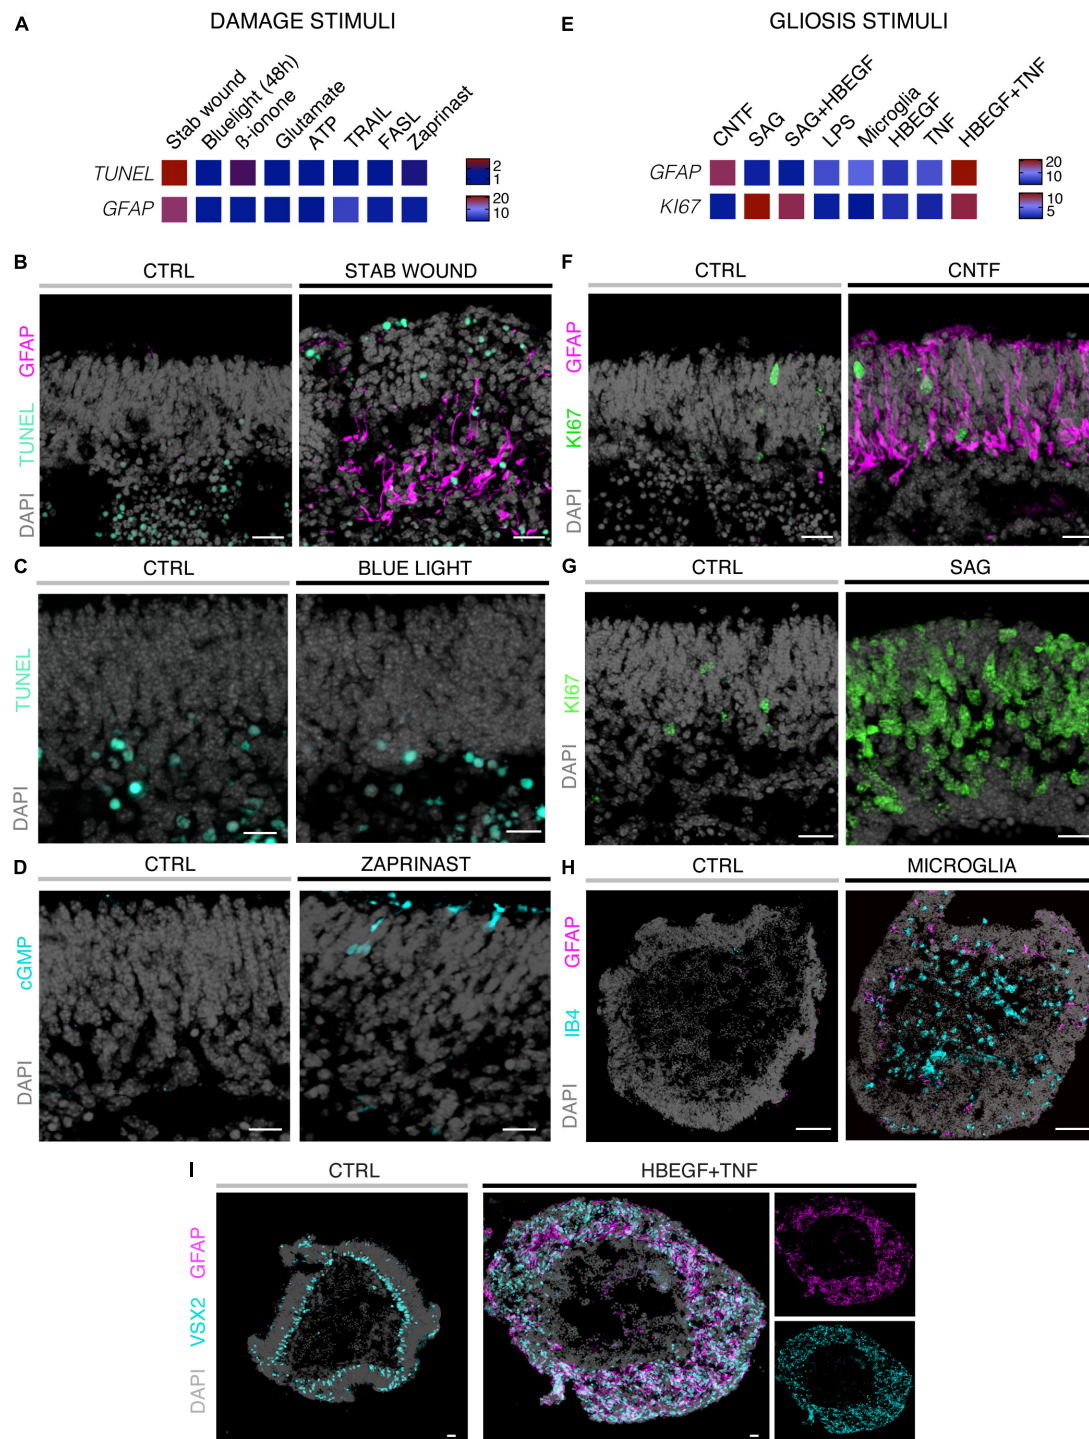 A DAMAGE STIMULI
Stab wound
Bluelight (48h)
β-ionone
Glutamate
ATP
TRAIL
FASL
Zaprinast
TUNEL
2
1
GFAP
20
10
E GLIOSIS STIMULI
CNTF
SAG
SAG+HBEGF
LPS
Microglia
HBEGF
TNF
HBEGF+TNF
GFAP
20
10
KI67
10
5
B CTRL STAB WOUND
DAPI TUNEL GFAP
F CTRL CNTF
DAPI KI67 GFAP
C CTRL BLUE LIGHT
DAPI TUNEL
G CTRL SAG
DAPI KI67
D CTRL ZAPRINAST
DAPI cGMP
H CTRL MICROGLIA
DAPI IB4 GFAP
I CTRL HBEGF+TNF
DAPI VSX2 GFAP